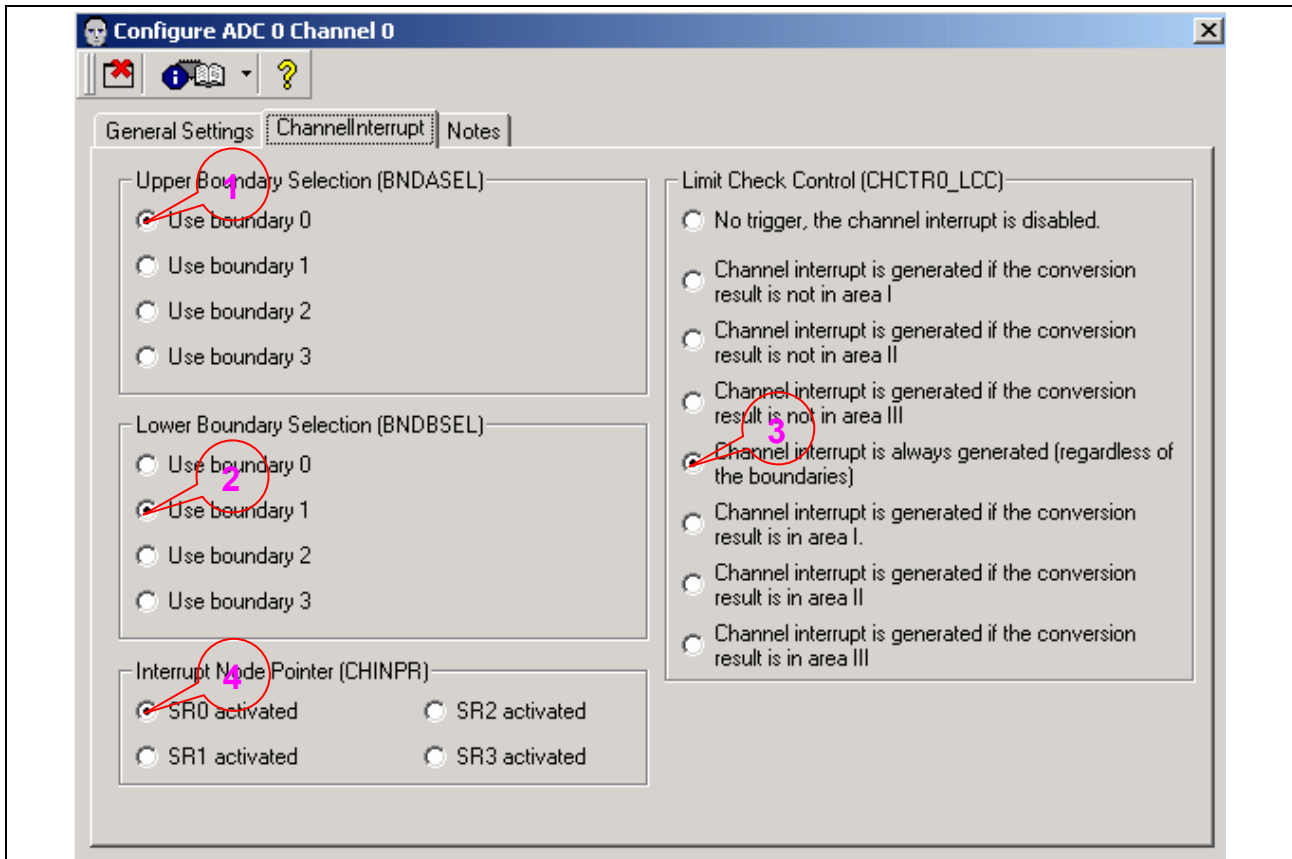 Configure ADC 0 Channel 0
General Settings
ChannelInterrupt
Notes
Upper Boundary Selection (BNDASEL)
1
Use boundary 0
Use boundary 1
Use boundary 2
Use boundary 3
Lower Boundary Selection (BNDBSEL)
Use boundary 0
2
Use boundary 1
Use boundary 2
Use boundary 3
Interrupt Node Pointer (CHINPR)
4
SR0 activated
SR2 activated
SR1 activated
SR3 activated
Limit Check Control (CHCTR0_LCC)
No trigger, the channel interrupt is disabled.
Channel interrupt is generated if the conversion
result is not in area I
Channel interrupt is generated if the conversion
result is not in area II
Channel interrupt is generated if the conversion
result is not in area III
3
Channel interrupt is always generated (regardless of
the boundaries)
Channel interrupt is generated if the conversion
result is in area I.
Channel interrupt is generated if the conversion
result is in area II
Channel interrupt is generated if the conversion
result is in area III